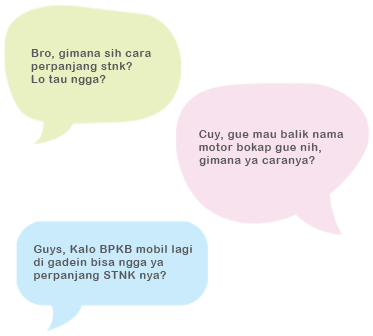 Bro, gimana sih cara
perpanjang stnk?
Lo tau ngga?
Cuy, gue mau balik nama
motor bokap gue nih,
gimana ya caranya?
Guys, Kalo BPKB mobil lagi
di gadein bisa ngga ya
perpanjang STNK nya?